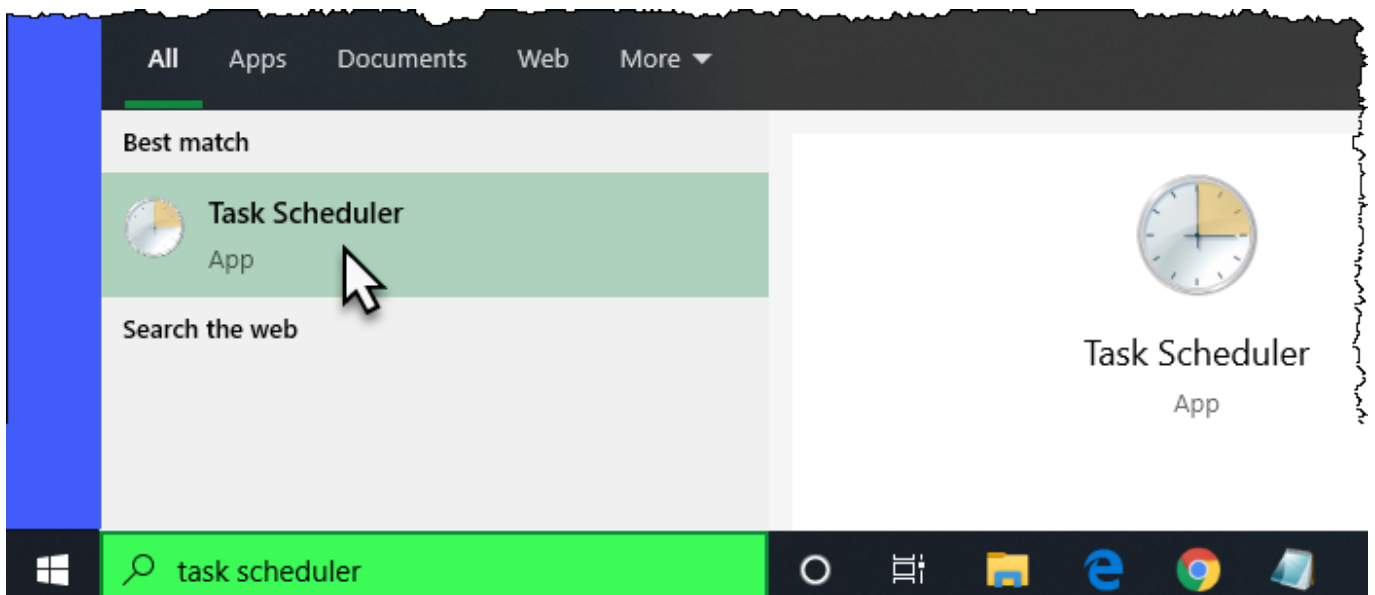 All Apps Documents Web More
Best match
Task Scheduler
App
Search the web
Task Scheduler
App
task scheduler